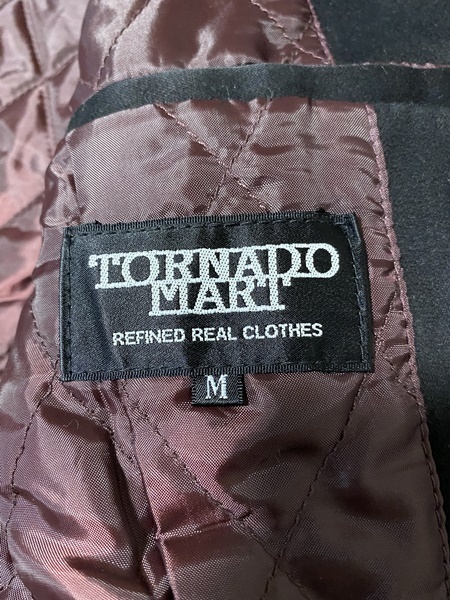 TORNADO
MART
REFINED REAL CLOTHES
M